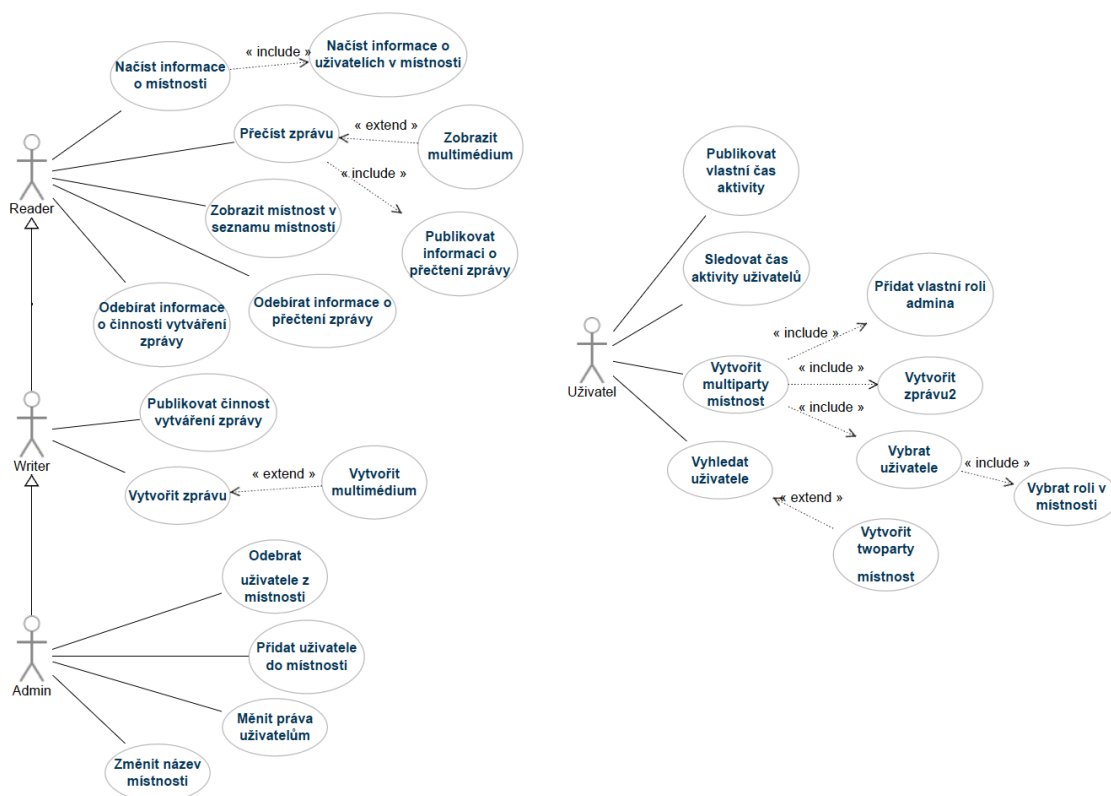 Načíst informace
o místnosti
« include »
Načíst informace o
uživatelích v místnosti
Přečíst zprávu
« extend »
Zobrazit
multimédium
« include »
Publikovat
informaci o
přečtení zprávy
Reader
Zobrazit místnost v
seznamu místností
Odebírat informace o
přečtení zprávy
Odebírat informace
o činnosti vytváření
zprávy
Publikovat činnost
vytváření zprávy
Writer
Vytvořit zprávu
« extend »
Vytvořit
multimédium
Odebrat
uživatele z
místnosti
Přidat uživatele
do místnosti
Admin
Měnit práva
uživatelům
Změnit název
místnosti
Publikovat
vlastní čas
aktivity
Sledovat čas
aktivity uživatelů
Přidat vlastní roli
admina
« include »
Uživatel
Vytvořit
multiparty
místnost
« include »
Vytvořit
zprávu2
« include »
Vybrat
uživatele
« include »
Vybrat roli v
místnosti
Vyhledat
uživatele
« extend »
Vytvořit
twoparty
místnost